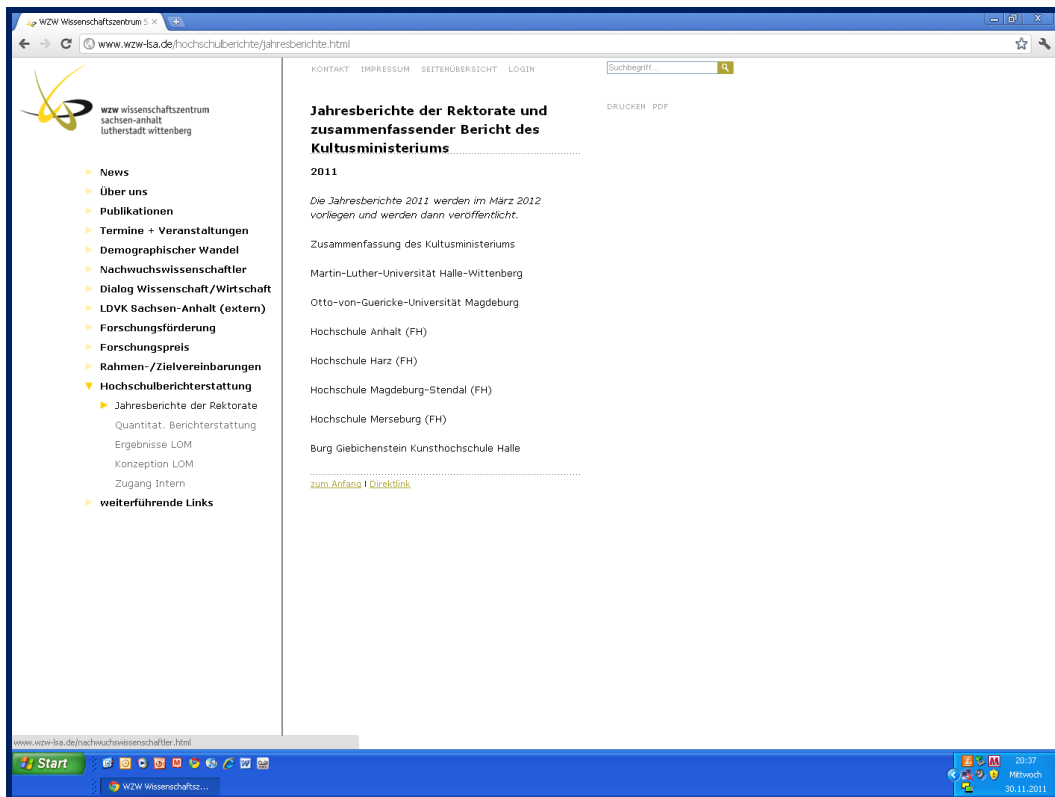 WZW Wissenschaftszentrum S
www.wzw-lsa.de/hochschulberichte/jahresberichte.html
wzw wissenschaftszentrum
sachsen-anhalt
lutherstadt wittenberg
KONTAKT IMPRESSUM SEITENÜBERSICHT LOGIN
Suchbegriff...
DRUCKEN PDF
News
Über uns
Publikationen
Termine + Veranstaltungen
Demographischer Wandel
Nachwuchswissenschaftler
Dialog Wissenschaft/Wirtschaft
LDVK Sachsen-Anhalt (extern)
Forschungsförderung
Forschungspreis
Rahmen-/Zielvereinbarungen
Hochschulberichterstattung
Jahresberichte der Rektorate
Quantitat. Berichterstattung
Ergebnisse LOM
Konzeption LOM
Zugang Intern
weiterführende Links
Jahresberichte der Rektorate und
zusammenfassender Bericht des
Kultusministeriums
2011
Die Jahresberichte 2011 werden im März 2012
vorliegen und werden dann veröffentlicht.
Zusammenfassung des Kultusministeriums
Martin-Luther-Universität Halle-Wittenberg
Otto-von-Guericke-Universität Magdeburg
Hochschule Anhalt (FH)
Hochschule Harz (FH)
Hochschule Magdeburg-Stendal (FH)
Hochschule Merseburg (FH)
Burg Giebichenstein Kunsthochschule Halle
zum Anfang I Direktlink
www.wzw-lsa.de/nachwuchswissenschaftler.html
Start
WZW Wissenschaftsz...
20:37
Mittwoch
30.11.2011